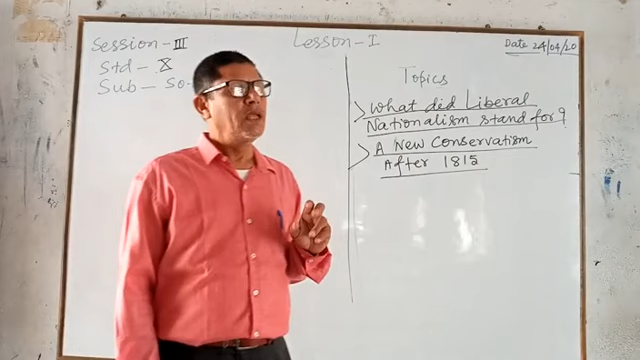 Session - III
Std - X
Sub - So
Lesson - I
Date 24/04/20
Topics
> What did Liberal
Nationalism stand for?
> A New Conservatism
After 1815